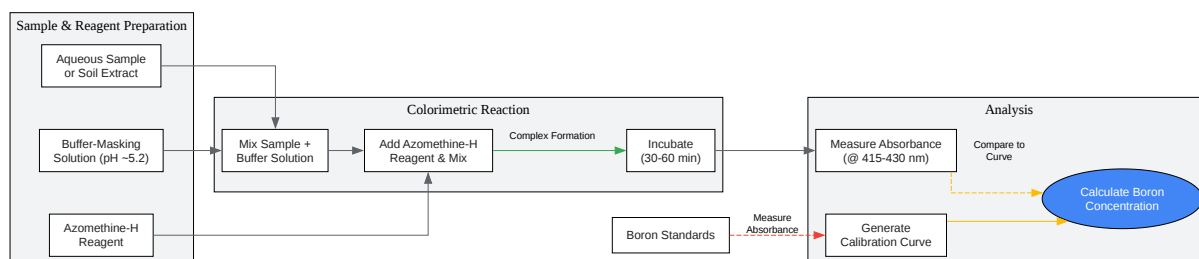 Sample & Reagent Preparation
Aqueous Sample
or Soil Extract
Buffer-Masking
Solution (pH ~5.2)
Azomethine-H
Reagent
Colorimetric Reaction
Mix Sample +
Buffer Solution
Add Azomethine-H
Reagent & Mix
Complex Formation
Incubate
(30-60 min)
Boron Standards
Measure
Absorbance
Analysis
Measure Absorbance
(@ 415-430 nm)
Compare to
Curve
Generate
Calibration Curve
Calculate Boron
Concentration